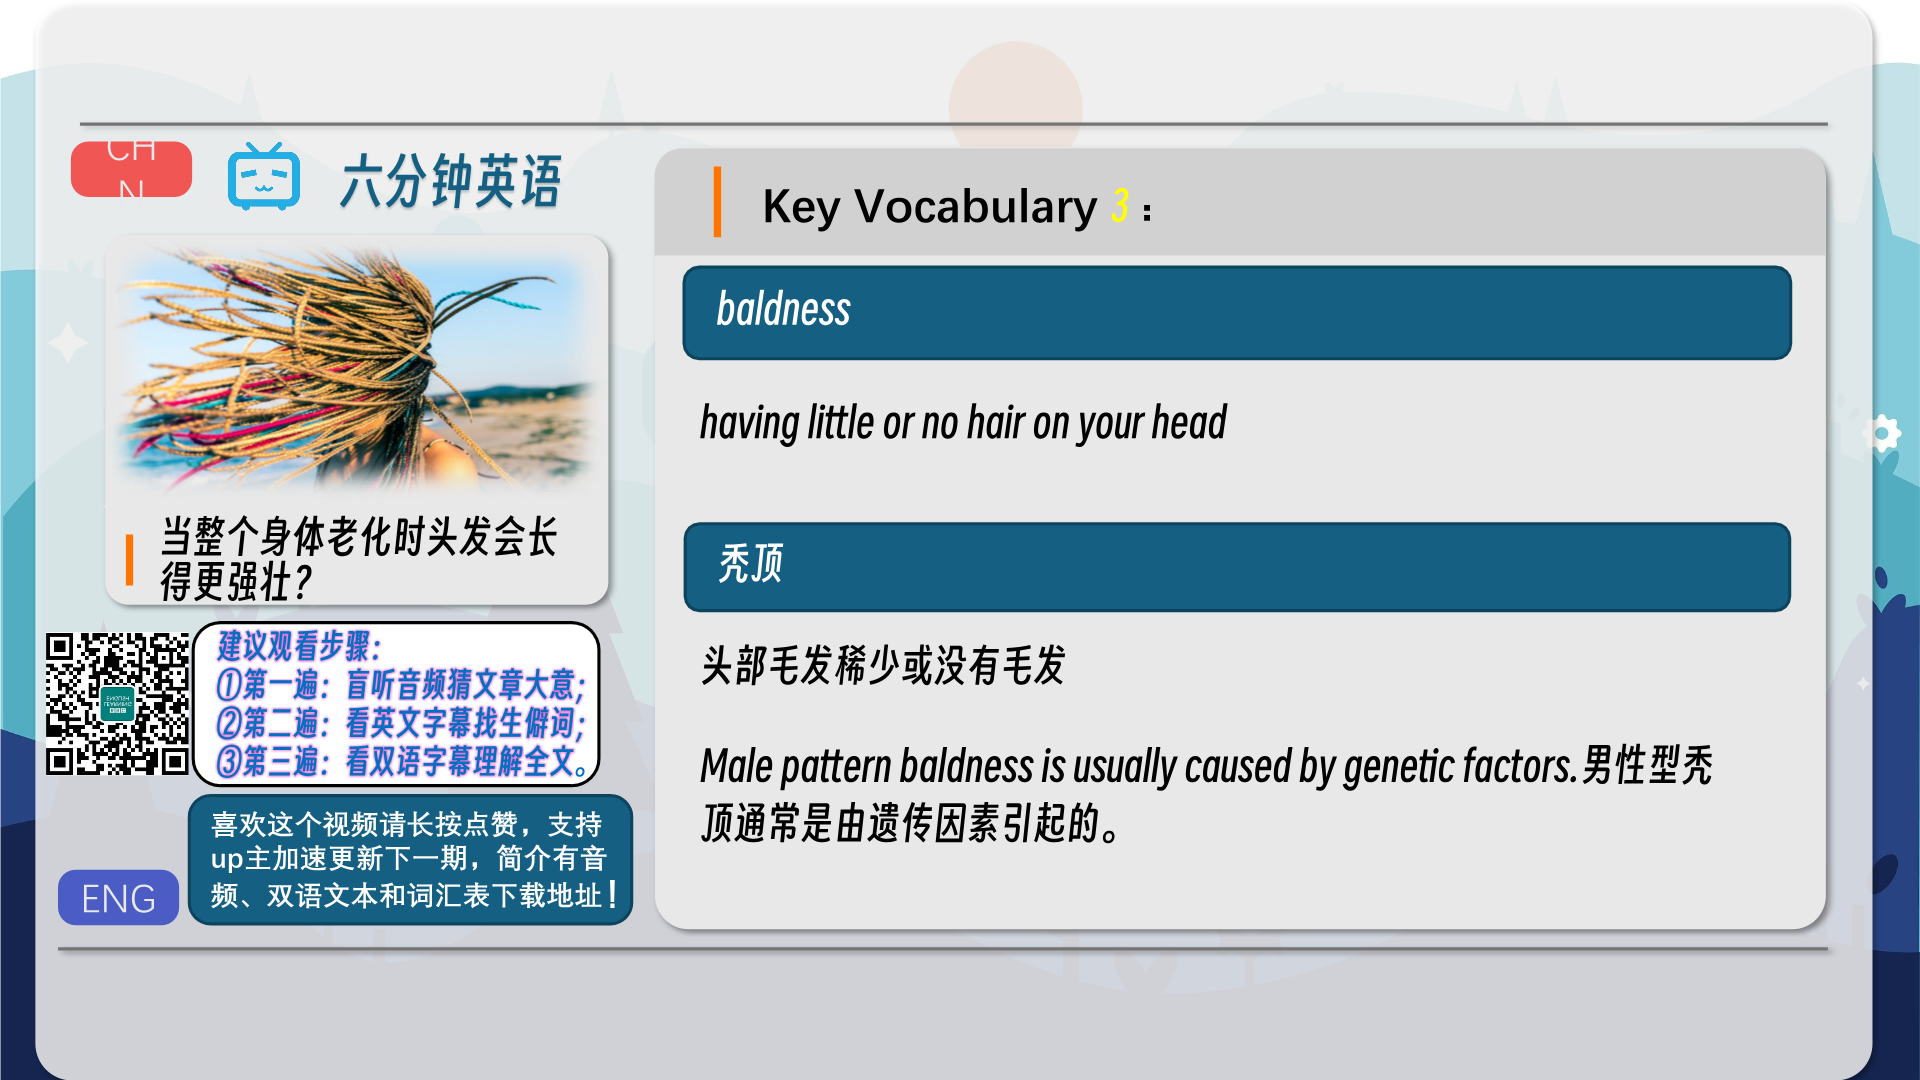 CH
N
六分钟英语
当整个身体老化时头发会长
得更强壮？
建议观看步骤：
①第一遍：盲听音频猜文章大意；
②第二遍：看英文字幕找生僻词；
③第三遍：看双语字幕理解全文。
喜欢这个视频请长按点赞，支持
up主加速更新下一期，简介有音
频、双语文本和词汇表下载地址！
ENG
Key Vocabulary 3：
baldness
having little or no hair on your head
秃顶
头部毛发稀少或没有毛发
Male pattern baldness is usually caused by genetic factors.男性型秃
顶通常是由遗传因素引起的。